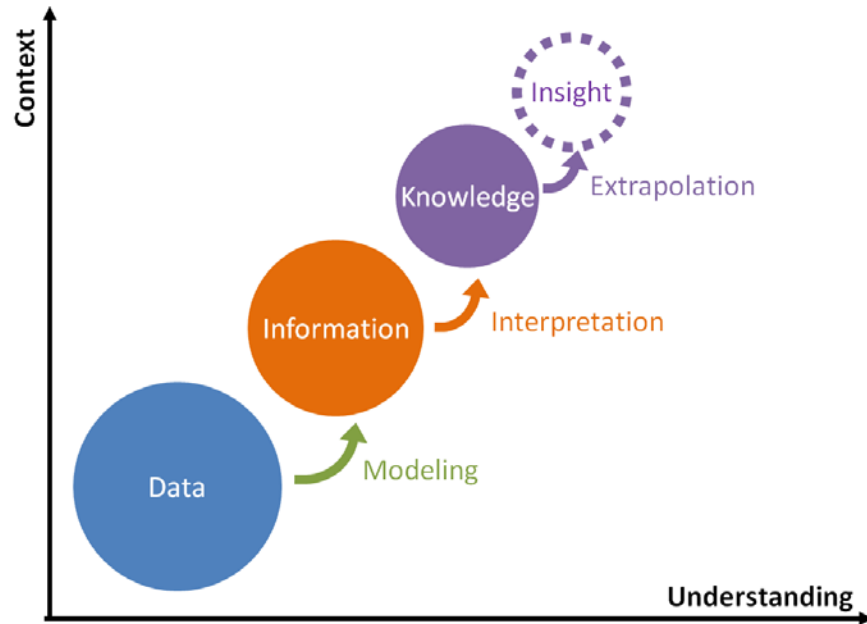 Context
Insight
Knowledge
Extrapolation
Information
Interpretation
Data
Modeling
Understanding